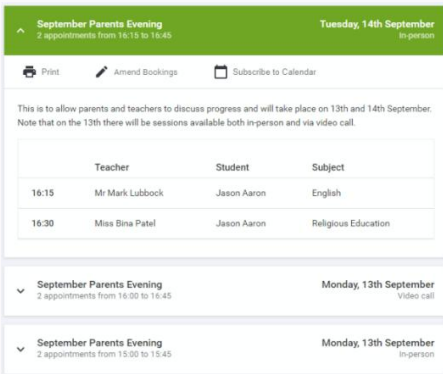 September Parents Evening Tuesday, 14th September
2 appointments from 16:15 to 16:45 In-person
Print Amend Bookings Subscribe to Calendar
This is to allow parents and teachers to discuss progress and will take place on 13th and 14th September.
Note that on the 13th there will be sessions available both in-person and via video call.
Teacher Student Subject
16:15 Mr Mark Lubbock Jason Aaron English
16:30 Miss Bina Patel Jason Aaron Religious Education
September Parents Evening Monday, 13th September
2 appointments from 16:00 to 16:45 Video call
September Parents Evening Monday, 13th September
2 appointments from 15:00 to 15:45 In-person